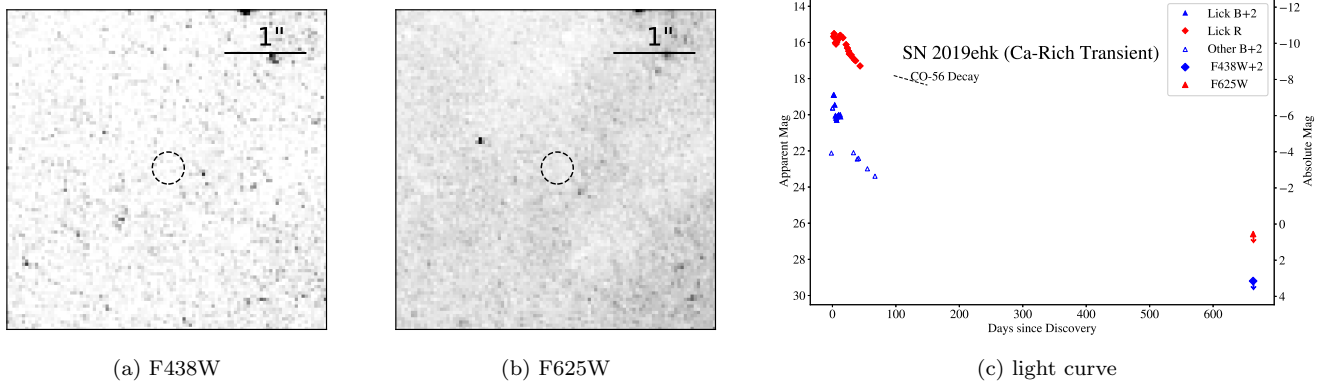 1"
1"
Apparent Mag
14
16
18
20
22
24
26
28
30
SN 2019ehk (Ca-Rich Transient)
CO-56 Decay
Lick B+2
Lick R
Other B+2
F438W+2
F625W
−12
−10
−8
−6
−4
−2
0
2
4
Absolute Mag
0 100 200 300 400 500 600
Days since Discovery
(a) F438W
(b) F625W
(c) light curve